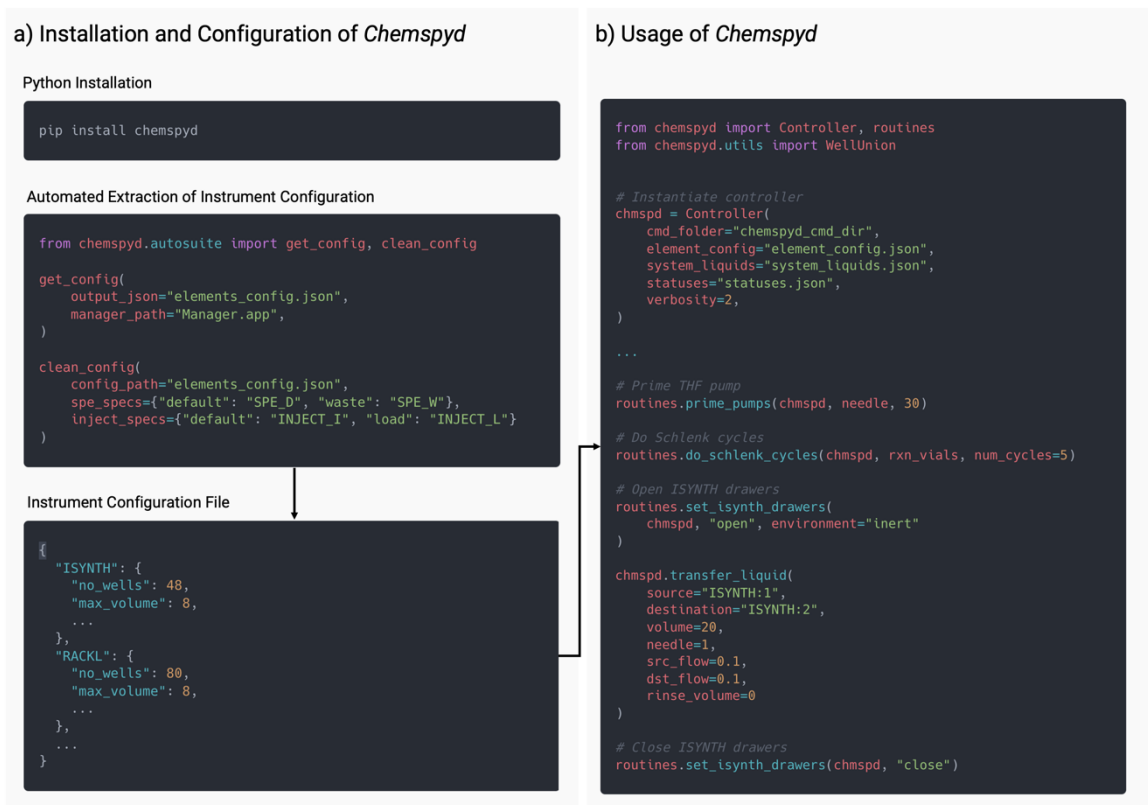 a) Installation and Configuration of Chemspyd
Python Installation
pip install chemspyd
Automated Extraction of Instrument Configuration
from chemspyd.autosuite import get_config, clean_config
get_config(
    output_json="elements_config.json",
    manager_path="Manager.app",
)
clean_config(
    config_path="elements_config.json",
    spe_specs={"default": "SPE_D", "waste": "SPE_W"},
    inject_specs={"default": "INJECT_I", "load": "INJECT_L"}
)
Instrument Configuration File
{
  "ISYNTH": {
    "no_wells": 48,
    "max_volume": 8,
    ...
  },
  "RACKL": {
    "no_wells": 80,
    "max_volume": 8,
    ...
  },
  ...
}
b) Usage of Chemspyd
from chemspyd import Controller, routines
from chemspyd.utils import WellUnion
# Instantiate controller
chmspd = Controller(
    cmd_folder="chemspyd_cmd_dir",
    element_config="element_config.json",
    system_liquids="system_liquids.json",
    statuses="statuses.json",
    verbosity=2,
)
...
# Prime THF pump
routines.prime_pumps(chmspd, needle, 30)
# Do Schlenk cycles
routines.do_schlenk_cycles(chmspd, rxn_vials, num_cycles=5)
# Open ISYNTH drawers
routines.set_isynth_drawers(
    chmspd, "open", environment="inert"
)
chmspd.transfer_liquid(
    source="ISYNTH:1",
    destination="ISYNTH:2",
    volume=20,
    needle=1,
    src_flow=0.1,
    dst_flow=0.1,
    rinse_volume=0
)
# Close ISYNTH drawers
routines.set_isynth_drawers(chmspd, "close")